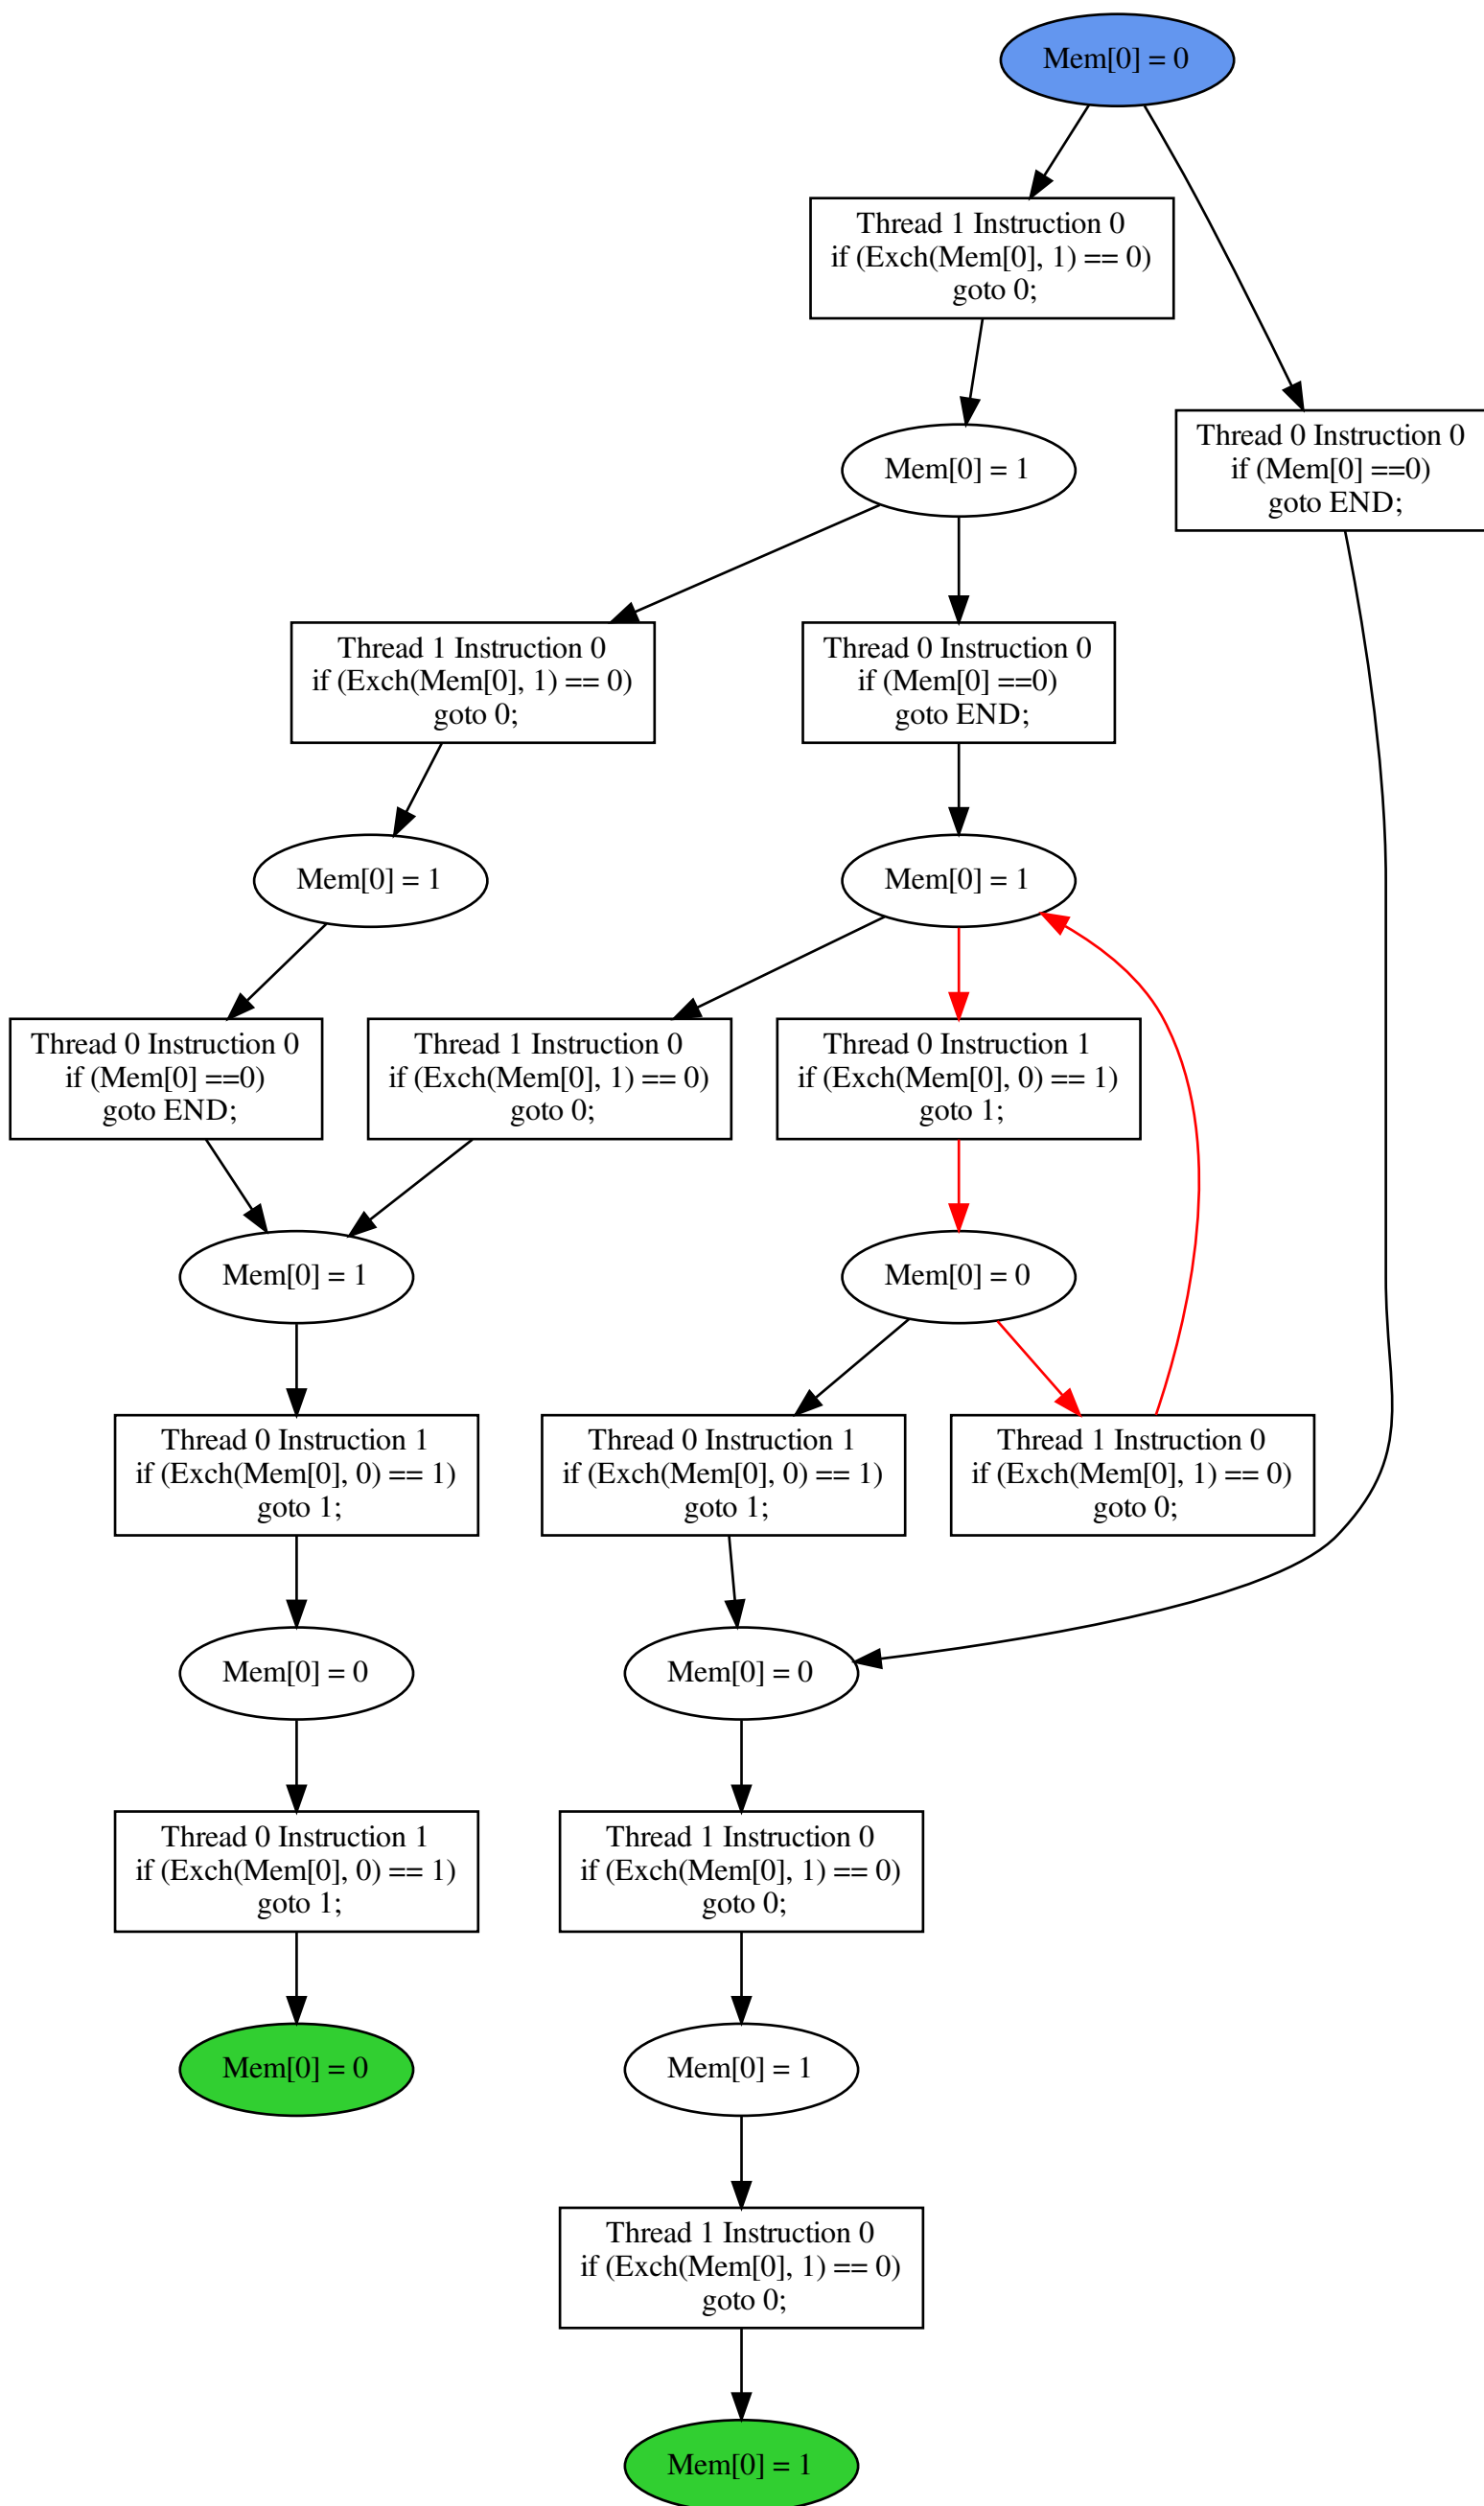 Mem[0] = 0
Thread 1 Instruction 0
if (Exch(Mem[0], 1) == 0)
goto 0;
Mem[0] = 1
Thread 0 Instruction 0
if (Mem[0] ==0)
goto END;
Thread 1 Instruction 0
if (Exch(Mem[0], 1) == 0)
goto 0;
Thread 0 Instruction 0
if (Mem[0] ==0)
goto END;
Mem[0] = 1
Mem[0] = 1
Thread 0 Instruction 0
if (Mem[0] ==0)
goto END;
Thread 1 Instruction 0
if (Exch(Mem[0], 1) == 0)
goto 0;
Thread 0 Instruction 1
if (Exch(Mem[0], 0) == 1)
goto 1;
Mem[0] = 1
Mem[0] = 0
Thread 0 Instruction 1
if (Exch(Mem[0], 0) == 1)
goto 1;
Thread 0 Instruction 1
if (Exch(Mem[0], 0) == 1)
goto 1;
Thread 1 Instruction 0
if (Exch(Mem[0], 1) == 0)
goto 0;
Mem[0] = 0
Mem[0] = 0
Thread 0 Instruction 1
if (Exch(Mem[0], 0) == 1)
goto 1;
Thread 1 Instruction 0
if (Exch(Mem[0], 1) == 0)
goto 0;
Mem[0] = 0
Mem[0] = 1
Thread 1 Instruction 0
if (Exch(Mem[0], 1) == 0)
goto 0;
Mem[0] = 1